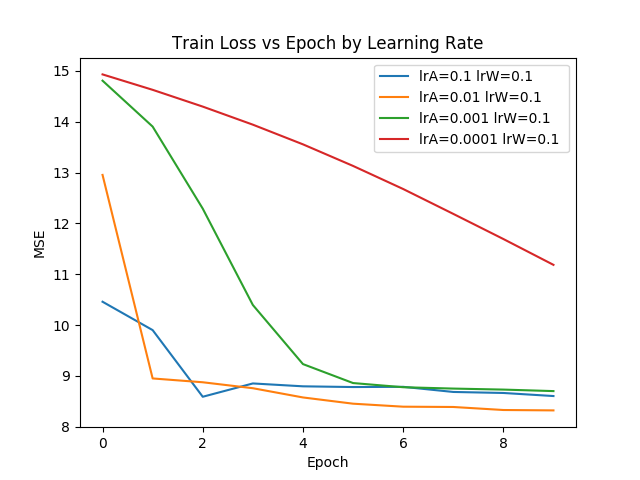 Train Loss vs Epoch by Learning Rate
MSE
15
14
13
12
11
10
9
8
0
2
4
6
8
Epoch
lrA=0.1 lrW=0.1
lrA=0.01 lrW=0.1
lrA=0.001 lrW=0.1
lrA=0.0001 lrW=0.1